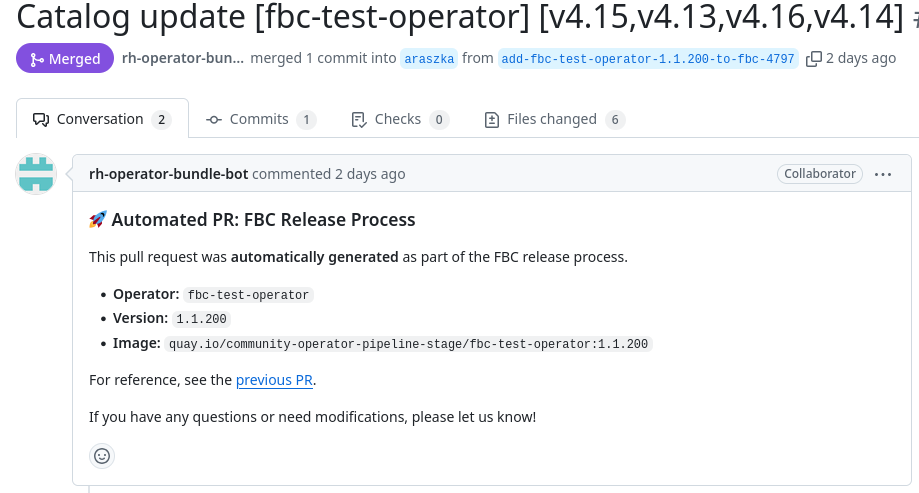 Catalog update [fbc-test-operator] [v4.15,v4.13,v4.16,v4.14]
Merged rh-operator-bun... merged 1 commit into araszka from add-fbc-test-operator-1.1.200-to-fbc-4797 2 days ago
Conversation 2 Commits 1 Checks 0 Files changed 6
rh-operator-bundle-bot commented 2 days ago Collaborator ...
🚀 Automated PR: FBC Release Process
This pull request was automatically generated as part of the FBC release process.
• Operator: fbc-test-operator
• Version: 1.1.200
• Image: quay.io/community-operator-pipeline-stage/fbc-test-operator:1.1.200
For reference, see the previous PR.
If you have any questions or need modifications, please let us know!